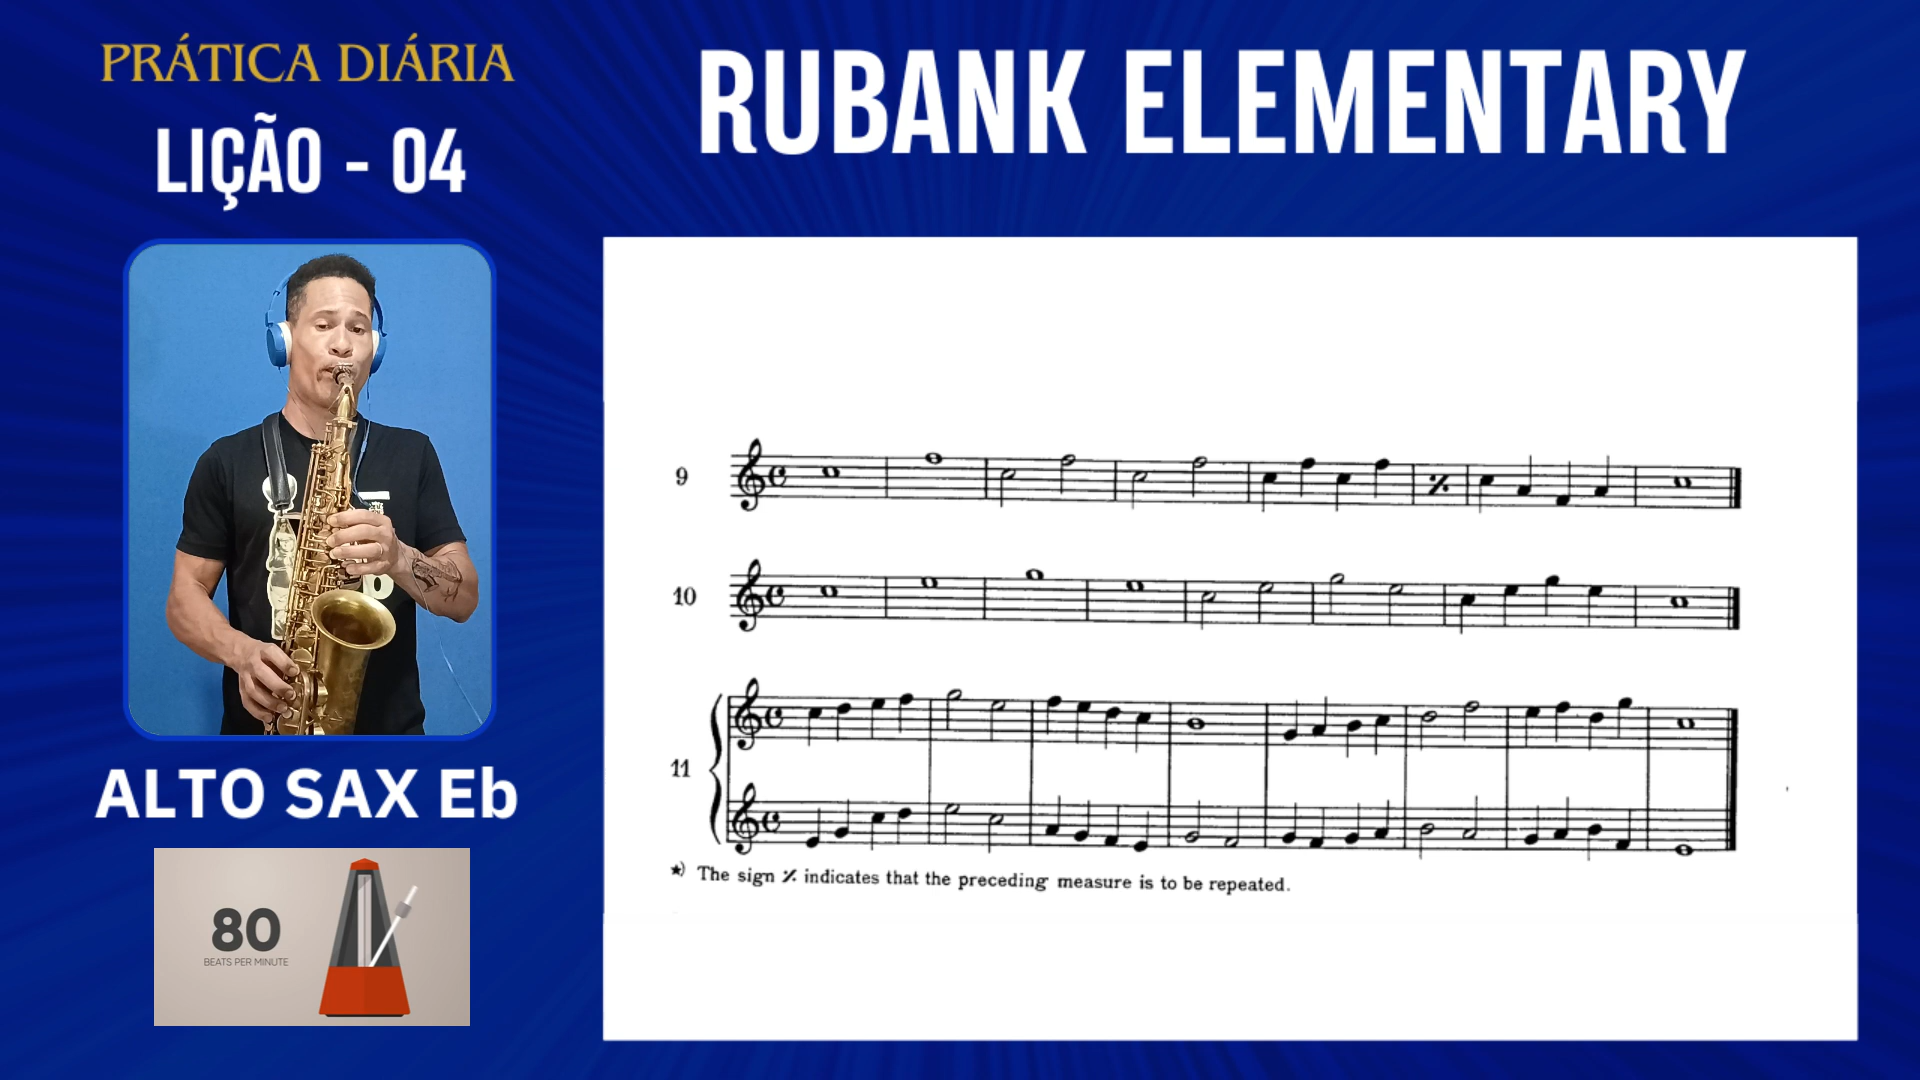 PRÁTICA DIÁRIA
LIÇÃO - 04
RUBANK ELEMENTARY
9
10
11
★) The sign ٪ indicates that the preceding measure is to be repeated.
ALTO SAX Eb
80
BEATS PER MINUTE